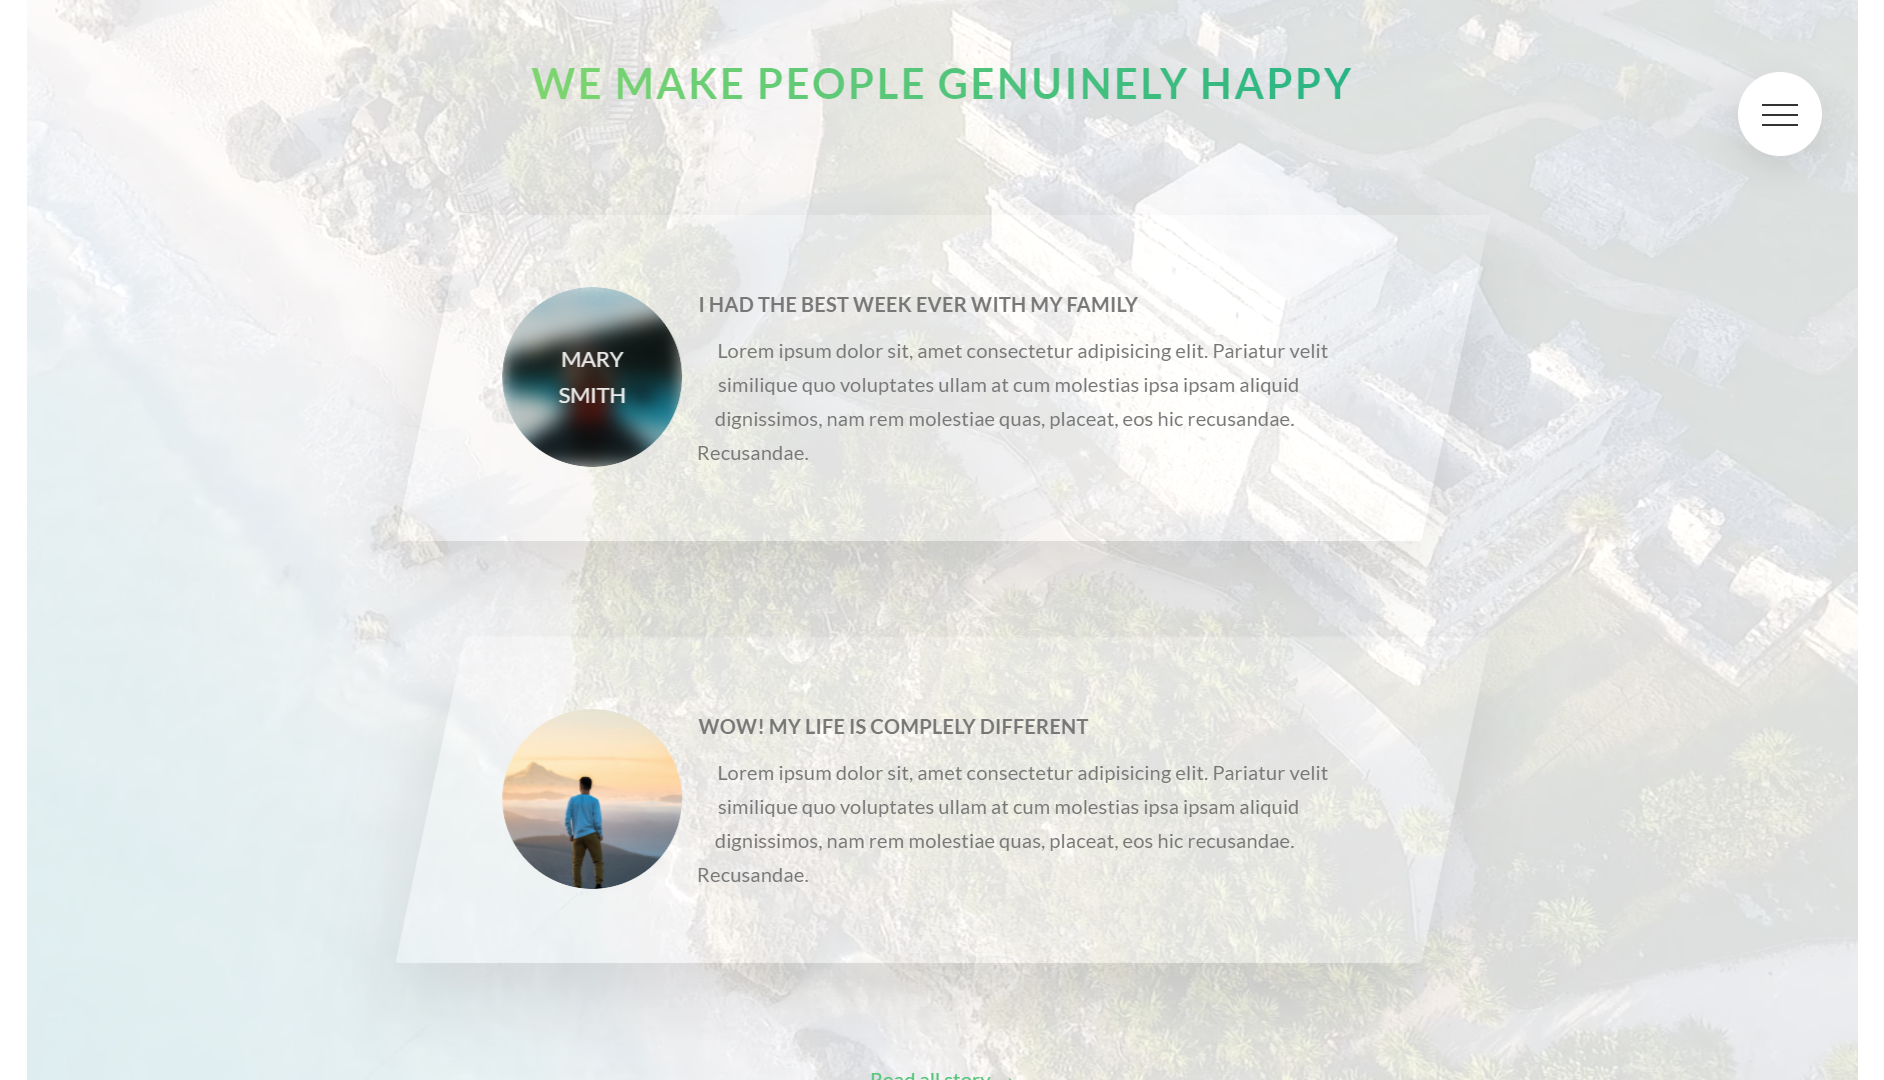 WE MAKE PEOPLE GENUINELY HAPPY
MARY
SMITH
I HAD THE BEST WEEK EVER WITH MY FAMILY
Lorem ipsum dolor sit, amet consectetur adipisicing elit. Pariatur velit
similique quo voluptates ullam at cum molestias ipsa ipsam aliquid
dignissimos, nam rem molestiae quas, placeat, eos hic recusandae.
Recusandae.
WOW! MY LIFE IS COMPLELY DIFFERENT
Lorem ipsum dolor sit, amet consectetur adipisicing elit. Pariatur velit
similique quo voluptates ullam at cum molestias ipsa ipsam aliquid
dignissimos, nam rem molestiae quas, placeat, eos hic recusandae.
Recusandae.
Read all story →